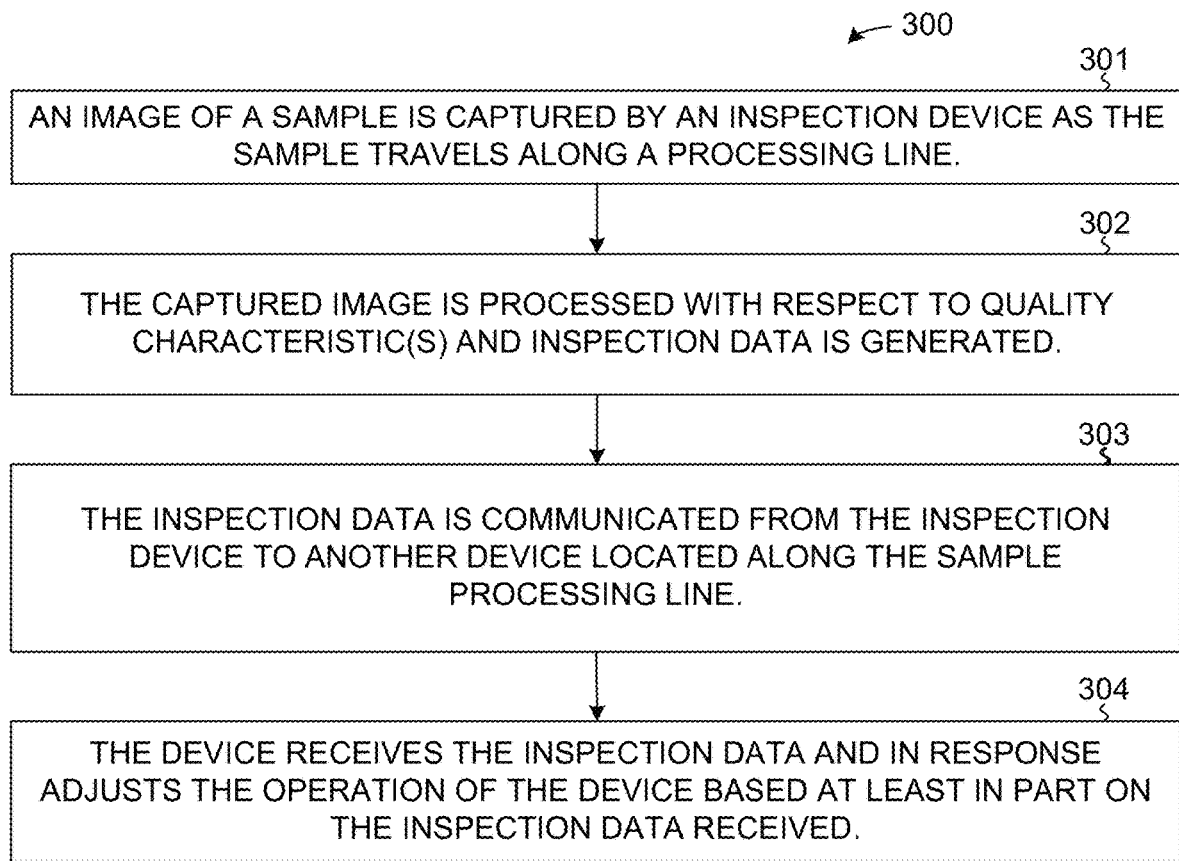 300
301
AN IMAGE OF A SAMPLE IS CAPTURED BY AN INSPECTION DEVICE AS THE
SAMPLE TRAVELS ALONG A PROCESSING LINE.
302
THE CAPTURED IMAGE IS PROCESSED WITH RESPECT TO QUALITY
CHARACTERISTIC(S) AND INSPECTION DATA IS GENERATED.
303
THE INSPECTION DATA IS COMMUNICATED FROM THE INSPECTION
DEVICE TO ANOTHER DEVICE LOCATED ALONG THE SAMPLE
PROCESSING LINE.
304
THE DEVICE RECEIVES THE INSPECTION DATA AND IN RESPONSE
ADJUSTS THE OPERATION OF THE DEVICE BASED AT LEAST IN PART ON
THE INSPECTION DATA RECEIVED.